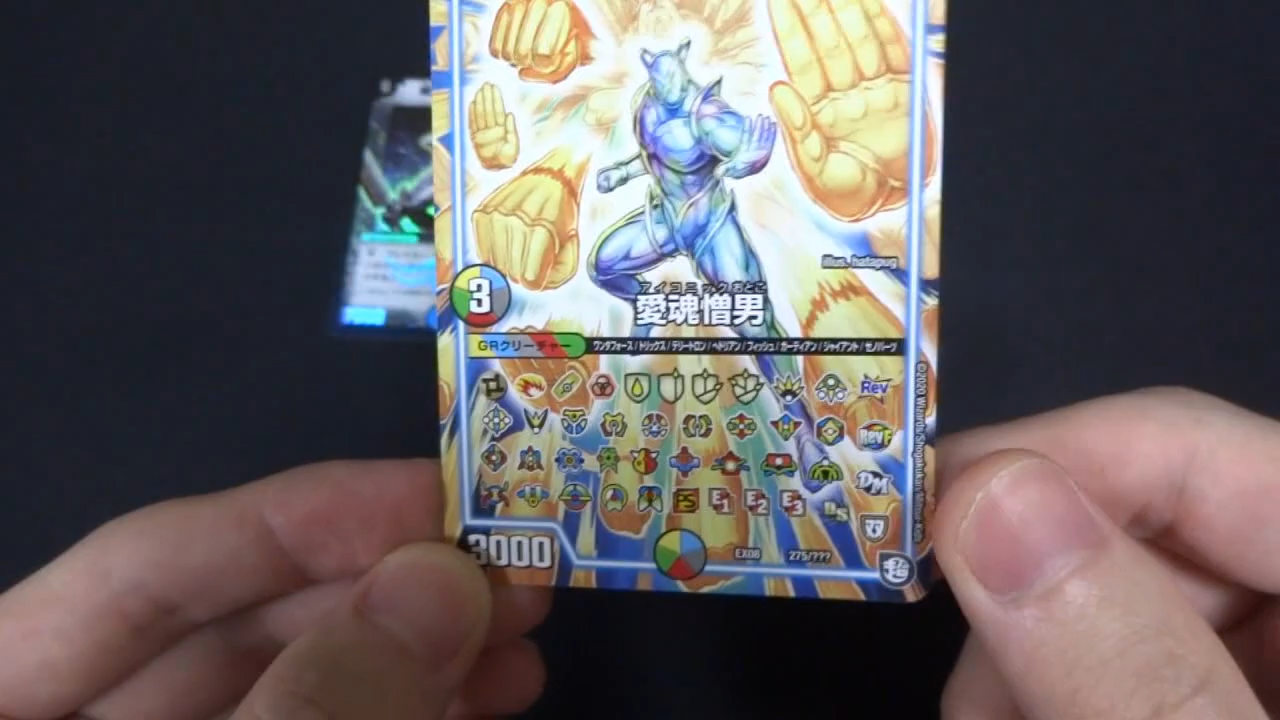 illus. hatapug
3
アイコニックおとこ
愛魂憎男
GRクリーチャー
ワンダフォース/トリックス/デリートロン/ヘドリアン/フィッシュ/ガーディアン/ジャイアント/ゼノパーツ
Rev
RevF
DM
PS E1 E2 E3 DS
3000
EX08 275/???
超
©2020 Wizards/Shogakukan/Mitsui-Kids